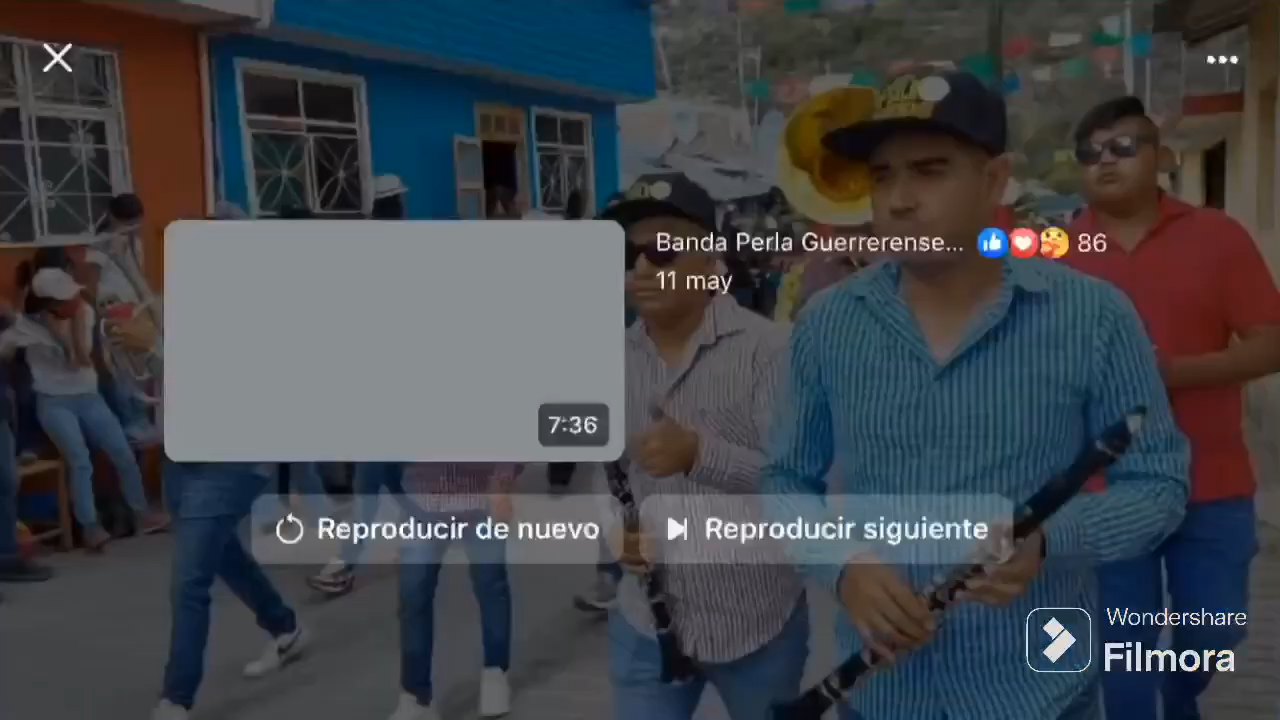 Banda Perla Guerrerense... 86
11 may
7:36
Reproducir de nuevo
Reproducir siguiente
Wondershare
Filmora